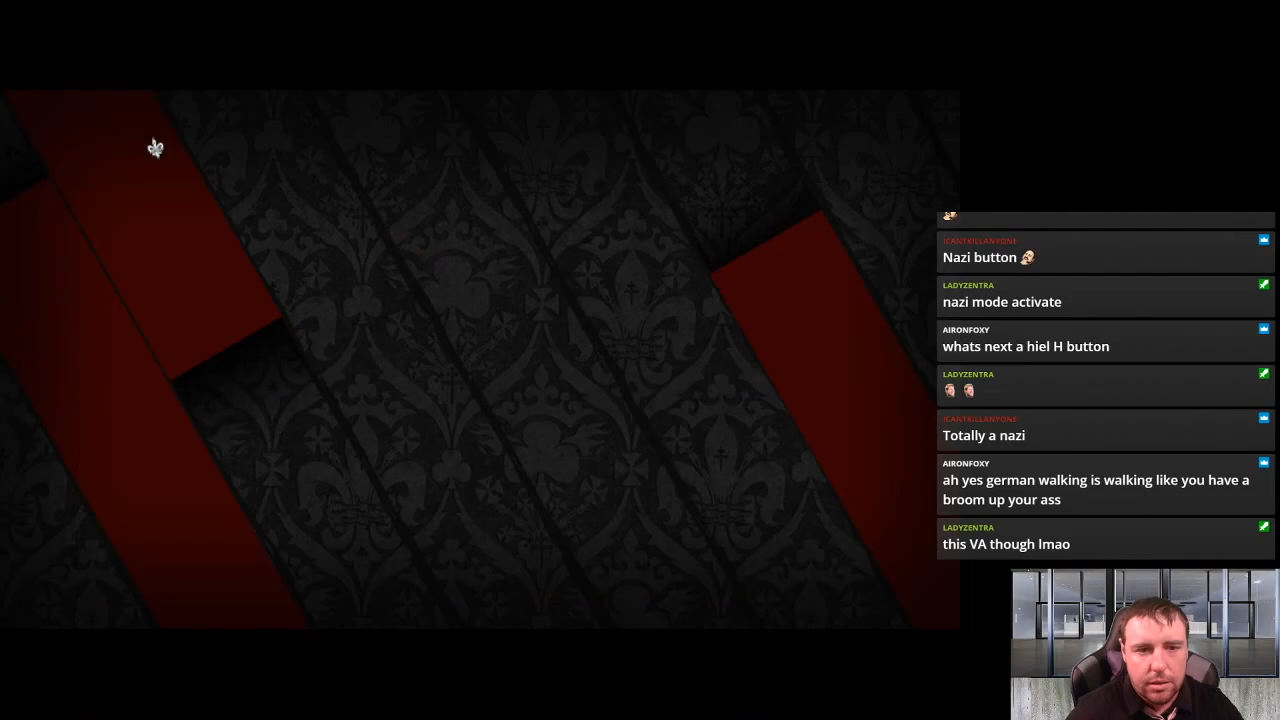 ICANTKILLANYONE
Nazi button
LADYZENTRA
nazi mode activate
AIRONFOXY
whats next a hiel H button
LADYZENTRA
ICANTKILLANYONE
Totally a nazi
AIRONFOXY
ah yes german walking is walking like you have a
broom up your ass
LADYZENTRA
this VA though lmao